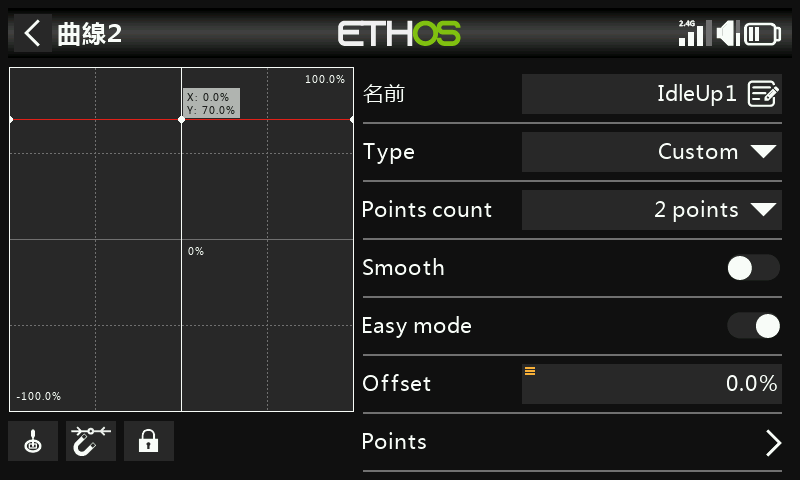 曲線2
ETHOS
2.4G
100.0%
X: 0.0%
Y: 70.0%
0%
-100.0%
名前
IdleUp1
Type
Custom
Points count
2 points
Smooth
Easy mode
Offset
0.0%
Points